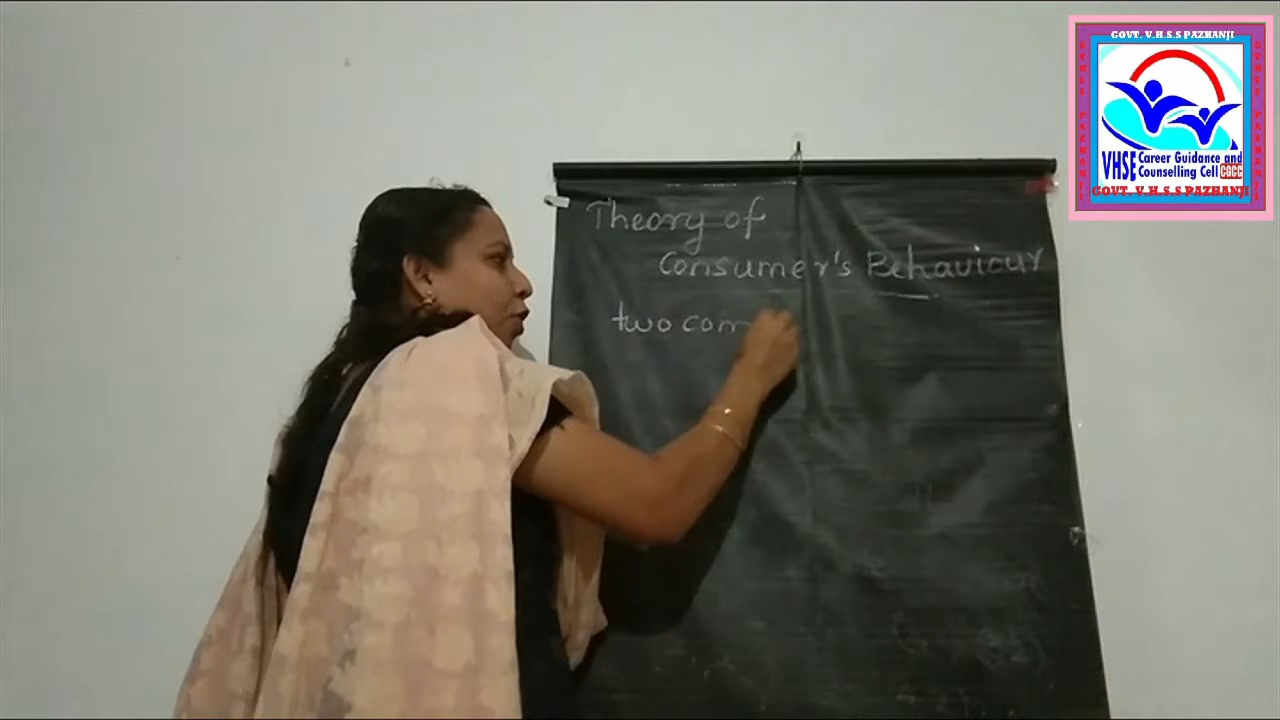 GOVT. V.H.S.S PAZHANJI
VHSE Career Guidance and
Counselling Cell CGCC
GOVT. V.H.S.S PAZHANJI
Theory of
Consumer's Behaviour
two com